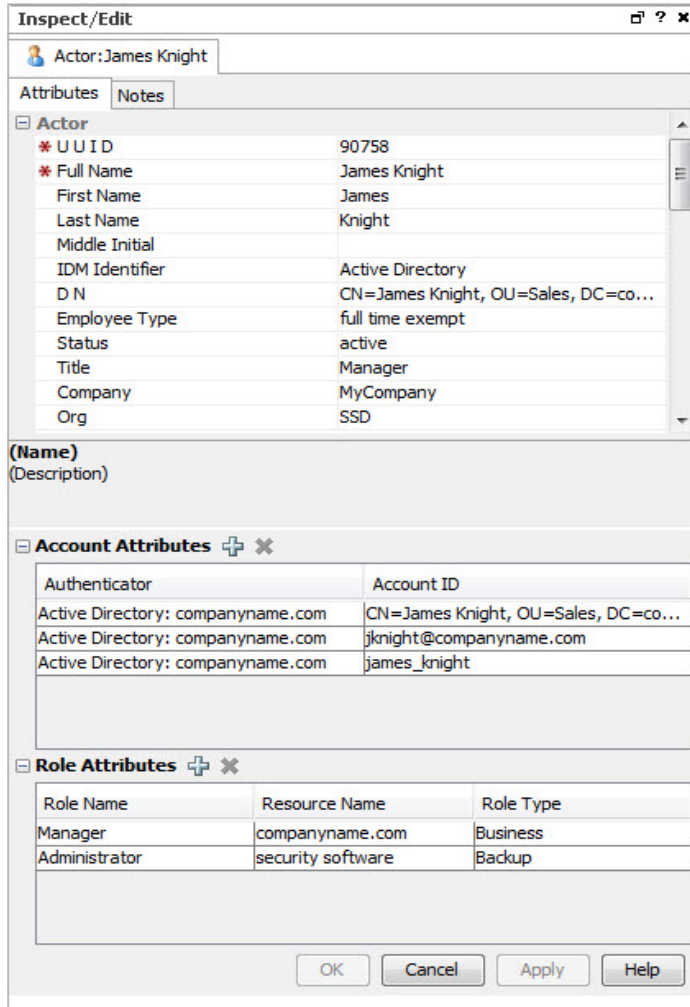 Inspect/Edit ?
Actor:James Knight
Attributes Notes
Actor
* U U I D 90758
* Full Name James Knight
First Name James
Last Name Knight
Middle Initial
IDM Identifier Active Directory
D N CN=James Knight, OU=Sales, DC=co...
Employee Type full time exempt
Status active
Title Manager
Company MyCompany
Org SSD
(Name)
(Description)
Account Attributes
Authenticator Account ID
Active Directory: companyname.com CN=James Knight, OU=Sales, DC=co...
Active Directory: companyname.com jknight@companyname.com
Active Directory: companyname.com james_knight
Role Attributes
Role Name Resource Name Role Type
Manager companyname.com Business
Administrator security software Backup
OK Cancel Apply Help